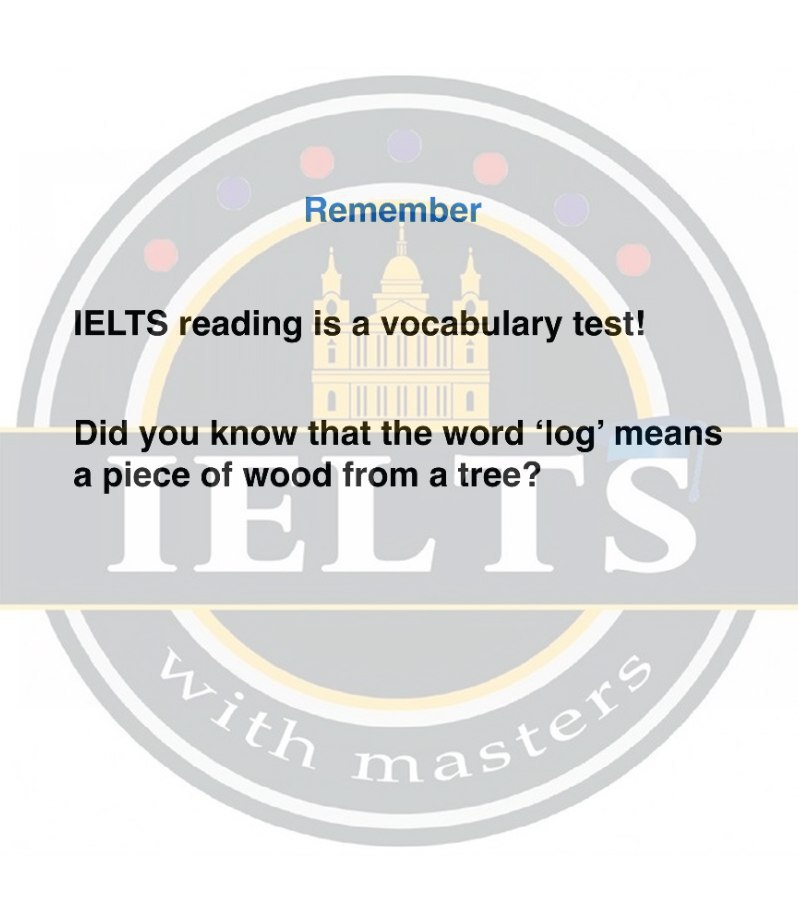 Remember
IELTS reading is a vocabulary test!
Did you know that the word ‘log’ means
a piece of wood from a tree?
IELTS
with masters